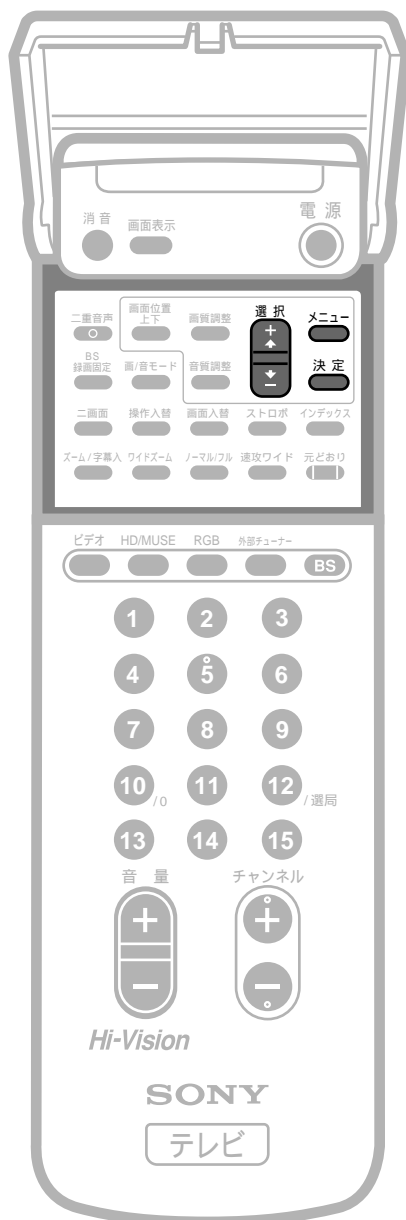 消音 画面表示 電源
二重音声 画面位置上下 画質調整 選択 メニュー
+
BS録画固定 画/音モード 音質調整 − 決定
二画面 操作入替 画面入替 ストロボ インデックス
ズーム/字幕入 ワイドズーム ノーマル/フル 速攻ワイド 元どおり
ビデオ HD/MUSE RGB 外部チューナー BS
1 2 3
4 5 6
7 8 9
10/0 11 12/選局
13 14 15
音量 チャンネル
+ +
− −
Hi-Vision
SONY
テレビ